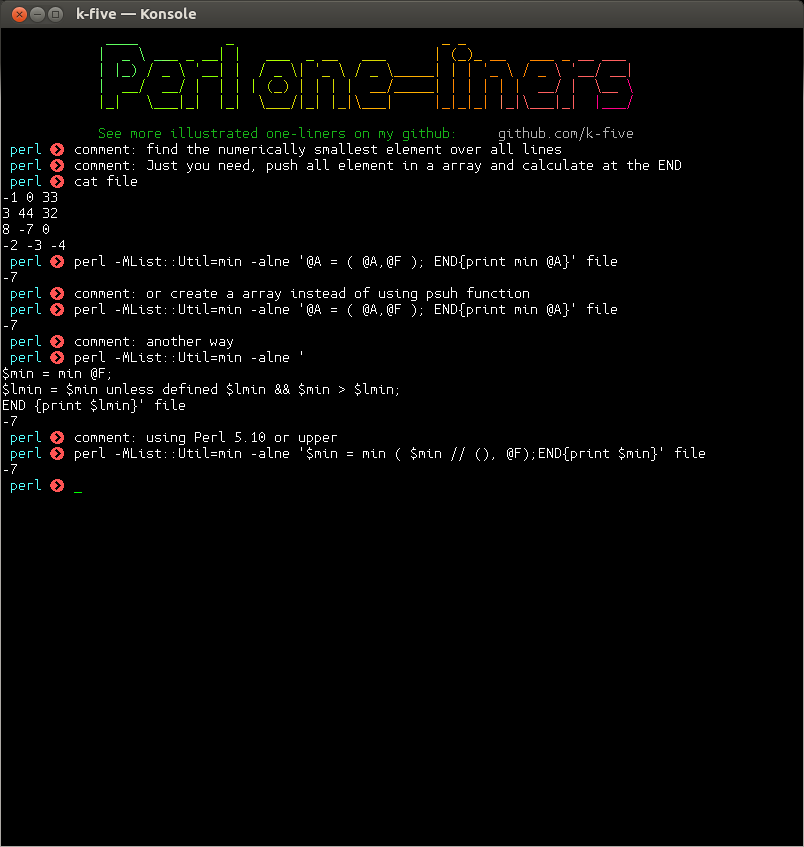 k-five — Konsole
Perl one-liners
See more illustrated one-liners on my github: github.com/k-five
perl comment: find the numerically smallest element over all lines
perl comment: Just you need, push all element in a array and calculate at the END
perl cat file
-1 0 33
3 44 32
8 -7 0
-2 -3 -4
perl perl -MList::Util=min -alne '@A = ( @A,@F ); END{print min @A}' file
-7
perl comment: or create a array instead of using psuh function
perl perl -MList::Util=min -alne '@A = ( @A,@F ); END{print min @A}' file
-7
perl comment: another way
perl perl -MList::Util=min -alne '
$min = min @F;
$lmin = $min unless defined $lmin && $min > $lmin;
END {print $lmin}' file
-7
perl comment: using Perl 5.10 or upper
perl perl -MList::Util=min -alne '$min = min ( $min // (), @F);END{print $min}' file
-7
perl _